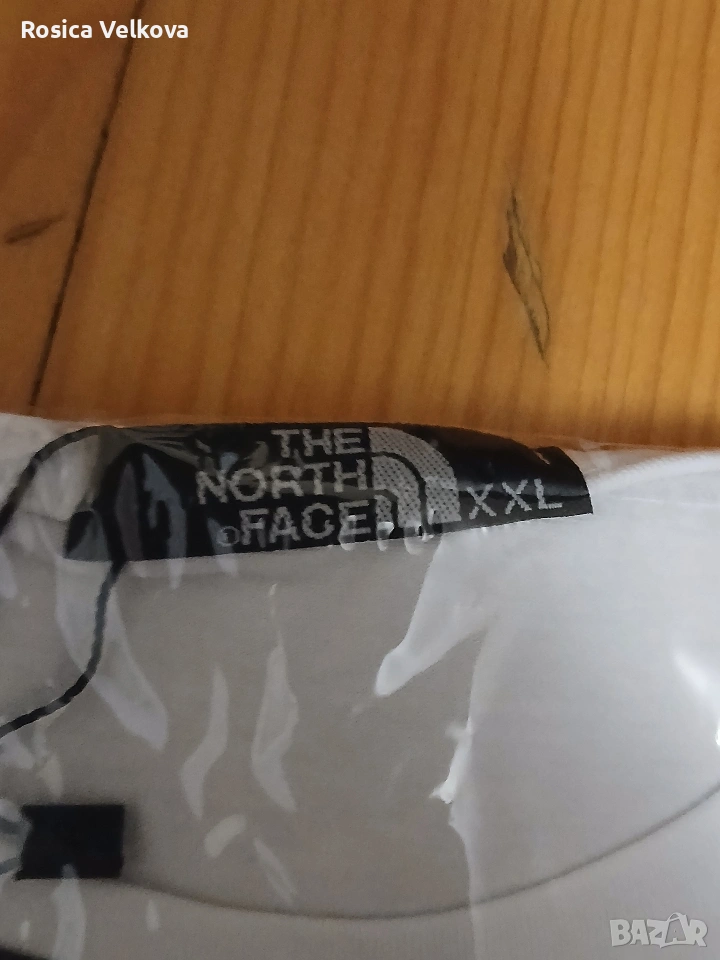 Rosica Velkova
THE
NORTH
FACE
XXL
BAZAR